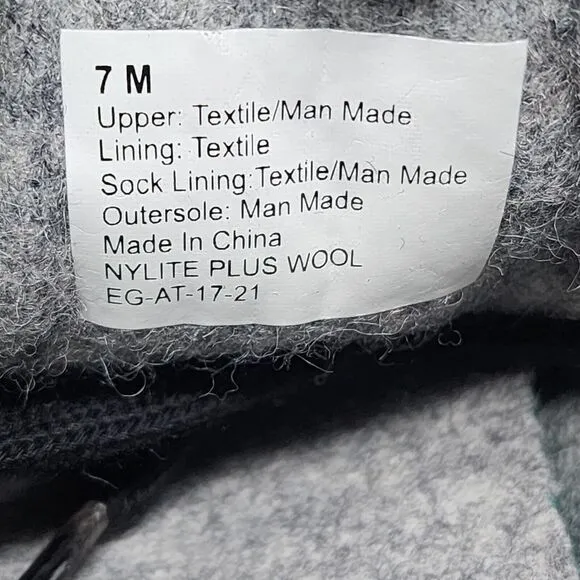 7 M
Upper: Textile/Man Made
Lining: Textile
Sock Lining:Textile/Man Made
Outersole: Man Made
Made In China
NYLITE PLUS WOOL
EG-AT-17-21